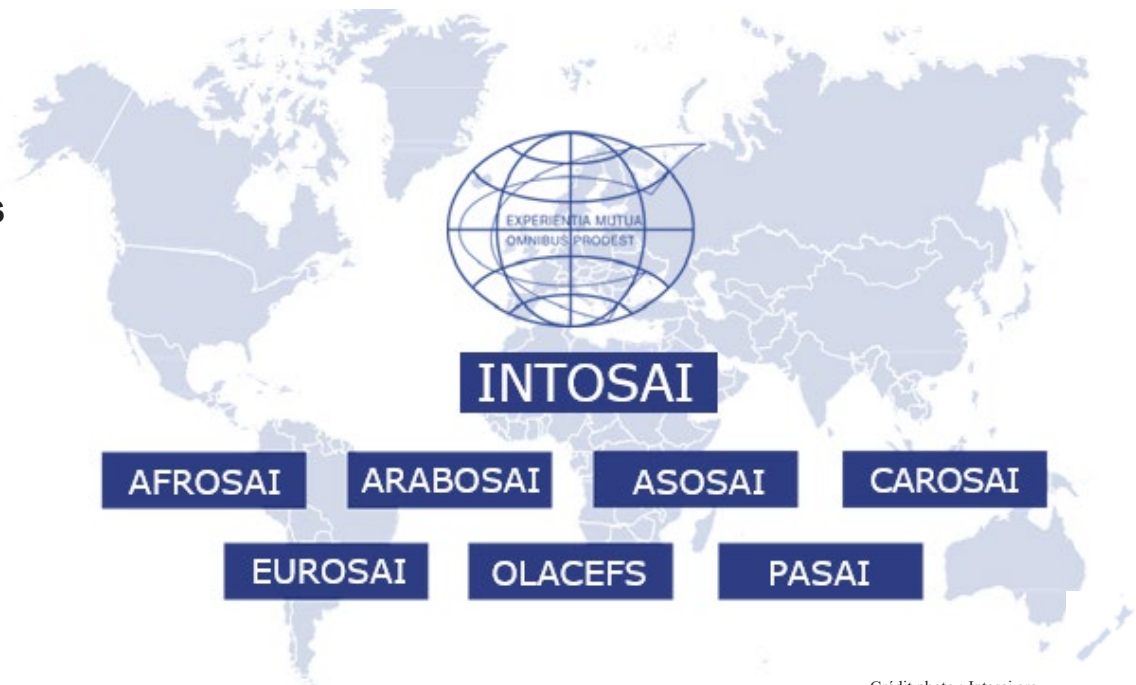 s
EXPERIENTIA MUTUA
OMNIBUS PRODEST
INTOSAI
AFROSAI ARABOSAI ASOSAI CAROSAI
EUROSAI OLACEFS PASAI